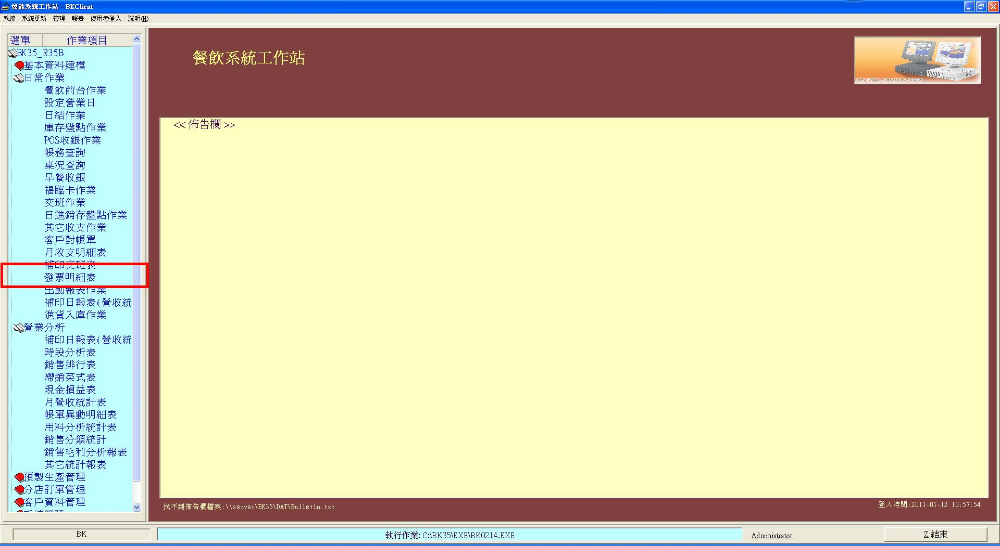 餐飲系統工作站 - BKClient
系統 系統更新 管理 報表 使用者登入 說明(H)
選單 作業項目
BK35_R35B
基本資料建檔
日常作業
餐飲前台作業
設定營業日
日結作業
庫存盤點作業
POS收銀作業
帳務查詢
桌況查詢
早餐收銀
福臨卡作業
交班作業
日進銷存盤點作業
其它收支作業
客戶對帳單
月收支明細表
補印交班表
發票明細表
出勤報表作業
補印日報表(營收統
進貨入庫作業
營業分析
補印日報表(營收統
時段分析表
銷售排行表
滯銷菜式表
現金損益表
月營收統計表
帳單異動明細表
用料分析統計表
銷售分類統計
銷售毛利分析報表
其它統計報表
預製生產管理
分店訂單管理
客戶資料管理
餐飲系統工作站
<< 佈告欄 >>
找不到佈告欄檔案:\\server\BK35\DAT\Bulletin.txt
登入時間:2011-01-12 10:57:54
BK
執行作業: C:\BK35\EXE\BK0214.EXE
Administrator
Z 結束